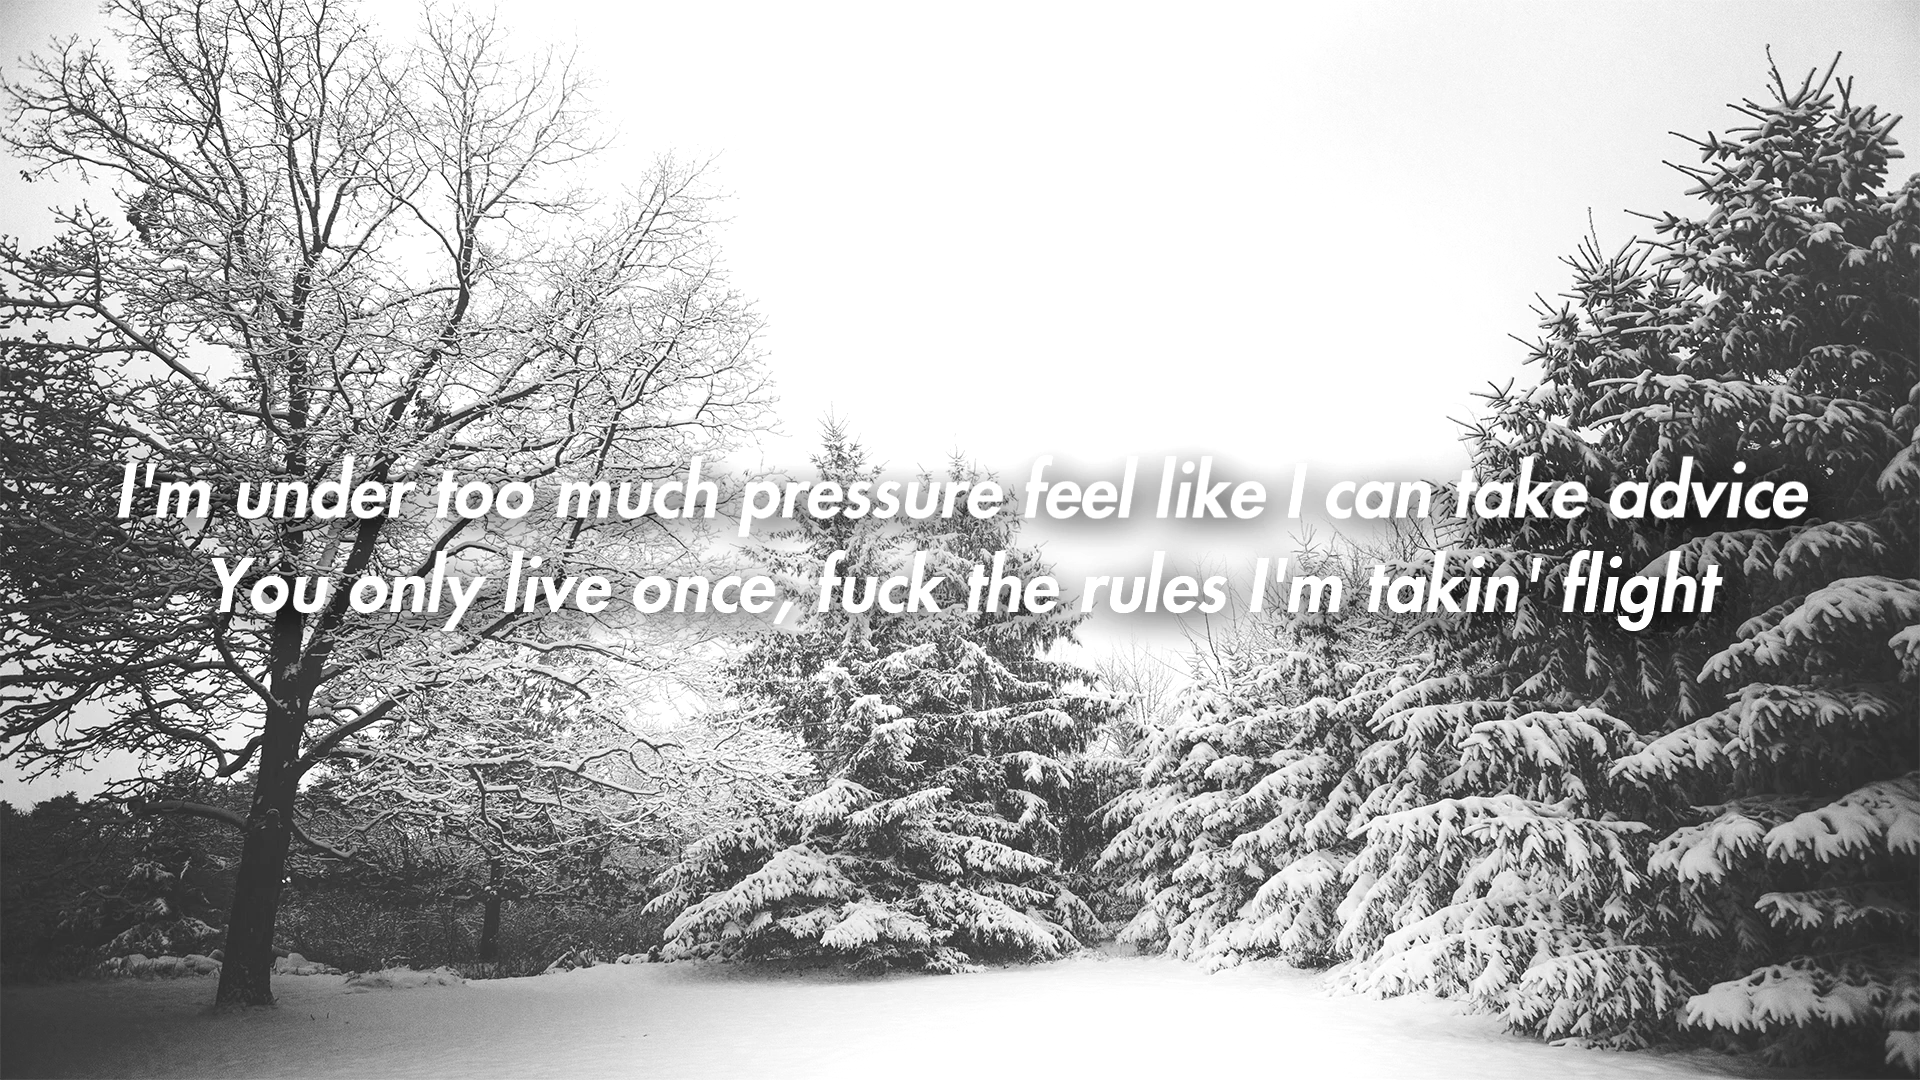 I'm under too much pressure feel like I can take advice
You only live once, fuck the rules I'm takin' flight